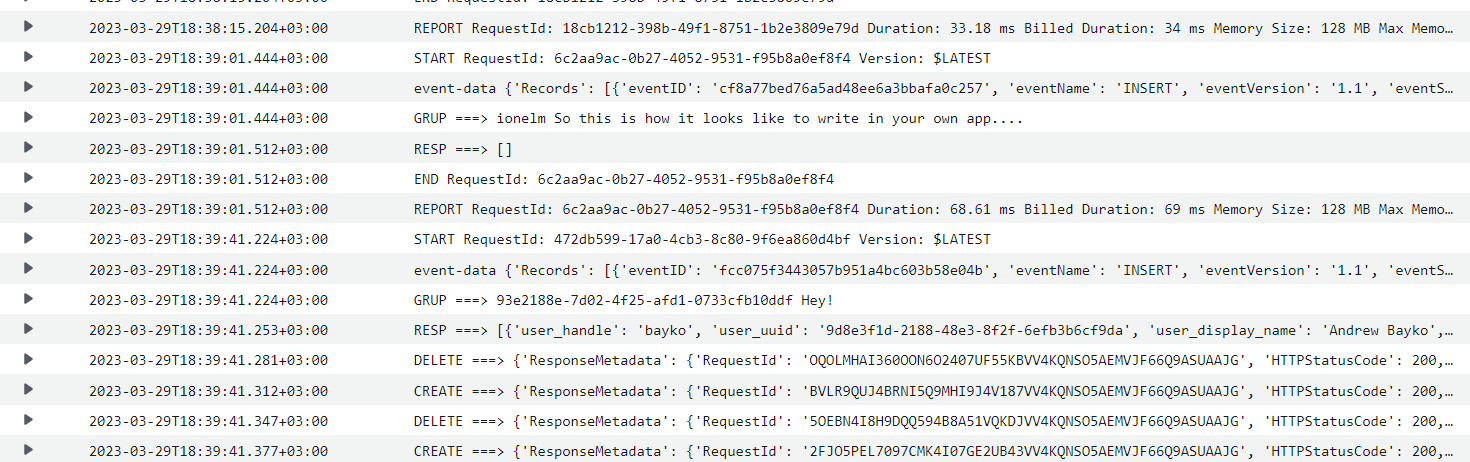 2023-03-29T18:38:15.204+03:00 REPORT RequestId: 18cb1212-398b-49f1-8751-1b2e3809e79d Duration: 33.18 ms Billed Duration: 34 ms Memory Size: 128 MB Max Memo…
2023-03-29T18:39:01.444+03:00 START RequestId: 6c2aa9ac-0b27-4052-9531-f95b8a0ef8f4 Version: $LATEST
2023-03-29T18:39:01.444+03:00 event-data {'Records': [{'eventID': 'cf8a77bed76a5ad48ee6a3bbafa0c257', 'eventName': 'INSERT', 'eventVersion': '1.1', 'eventS…
2023-03-29T18:39:01.444+03:00 GRUP ===> ionelm So this is how it looks like to write in your own app....
2023-03-29T18:39:01.512+03:00 RESP ===> []
2023-03-29T18:39:01.512+03:00 END RequestId: 6c2aa9ac-0b27-4052-9531-f95b8a0ef8f4
2023-03-29T18:39:01.512+03:00 REPORT RequestId: 6c2aa9ac-0b27-4052-9531-f95b8a0ef8f4 Duration: 68.61 ms Billed Duration: 69 ms Memory Size: 128 MB Max Memo…
2023-03-29T18:39:41.224+03:00 START RequestId: 472db599-17a0-4cb3-8c80-9f6ea860d4bf Version: $LATEST
2023-03-29T18:39:41.224+03:00 event-data {'Records': [{'eventID': 'fcc075f3443057b951a4bc603b58e04b', 'eventName': 'INSERT', 'eventVersion': '1.1', 'eventS…
2023-03-29T18:39:41.224+03:00 GRUP ===> 93e2188e-7d02-4f25-afd1-0733cfb10ddf Hey!
2023-03-29T18:39:41.253+03:00 RESP ===> [{'user_handle': 'bayko', 'user_uuid': '9d8e3f1d-2188-48e3-8f2f-6efb3b6cf9da', 'user_display_name': 'Andrew Bayko',…
2023-03-29T18:39:41.281+03:00 DELETE ===> {'ResponseMetadata': {'RequestId': 'OQOLMHAI360OON6O2407UF55KBVV4KQNSO5AEMVJF66Q9ASUAAJG', 'HTTPStatusCode': 200,…
2023-03-29T18:39:41.312+03:00 CREATE ===> {'ResponseMetadata': {'RequestId': 'BVLR9QUJ4BRNI5Q9MHI9J4V187VV4KQNSO5AEMVJF66Q9ASUAAJG', 'HTTPStatusCode': 200,…
2023-03-29T18:39:41.347+03:00 DELETE ===> {'ResponseMetadata': {'RequestId': '5OEBN4I8H9DQQ594B8A51VQKDJVV4KQNSO5AEMVJF66Q9ASUAAJG', 'HTTPStatusCode': 200,…
2023-03-29T18:39:41.377+03:00 CREATE ===> {'ResponseMetadata': {'RequestId': '2FJO5PEL7097CMK4I07GE2UB43VV4KQNSO5AEMVJF66Q9ASUAAJG', 'HTTPStatusCode': 200,…